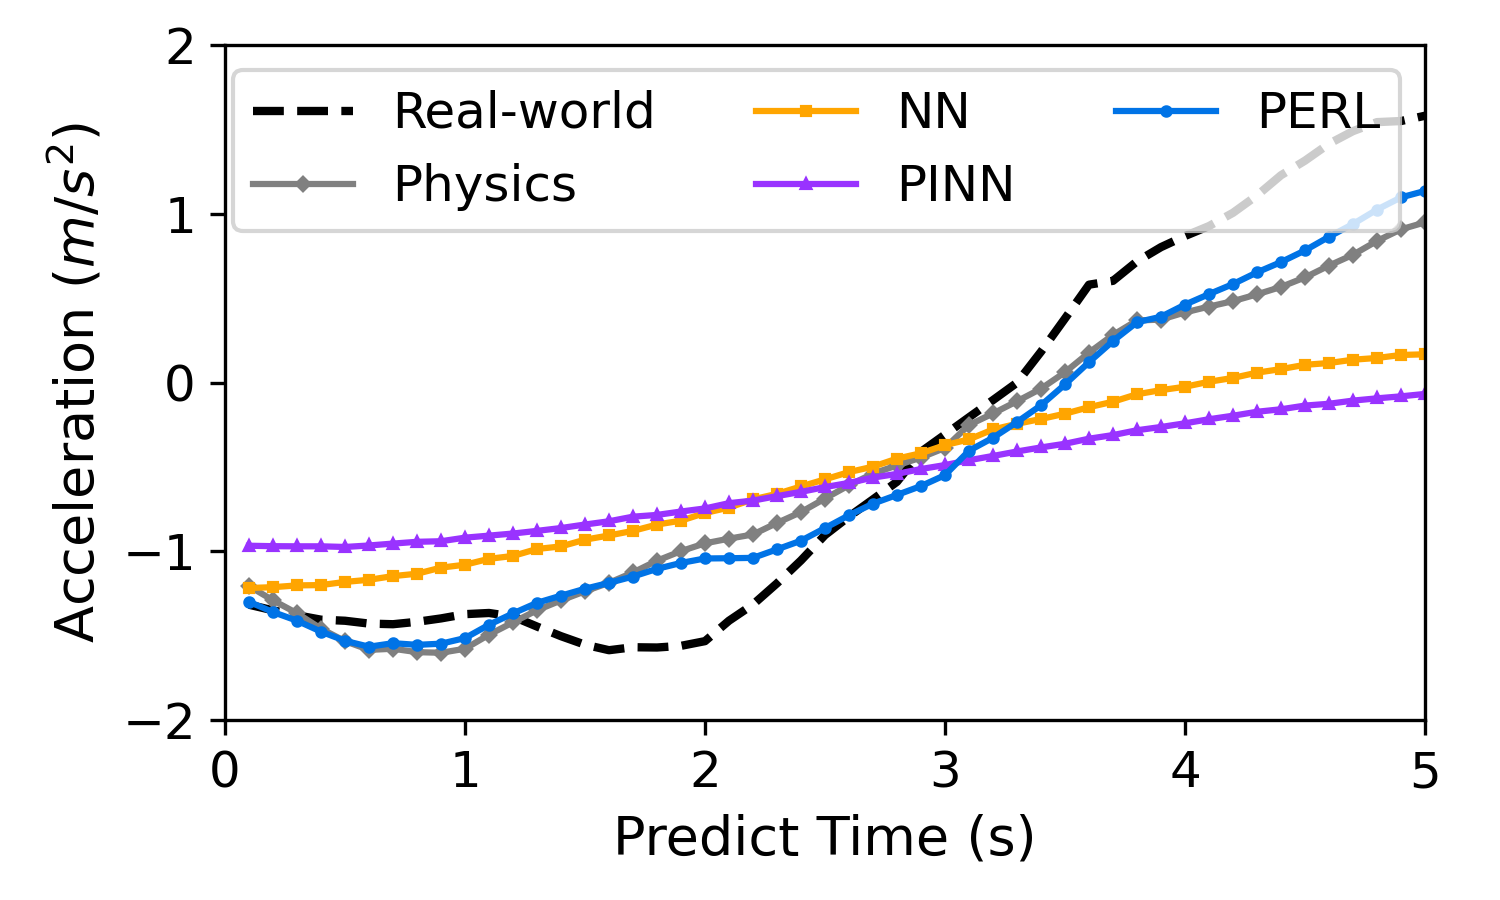 2
1
0
−1
−2
Acceleration (m/s²)
Real-world
Physics
NN
PINN
PERL
0 1 2 3 4 5
Predict Time (s)